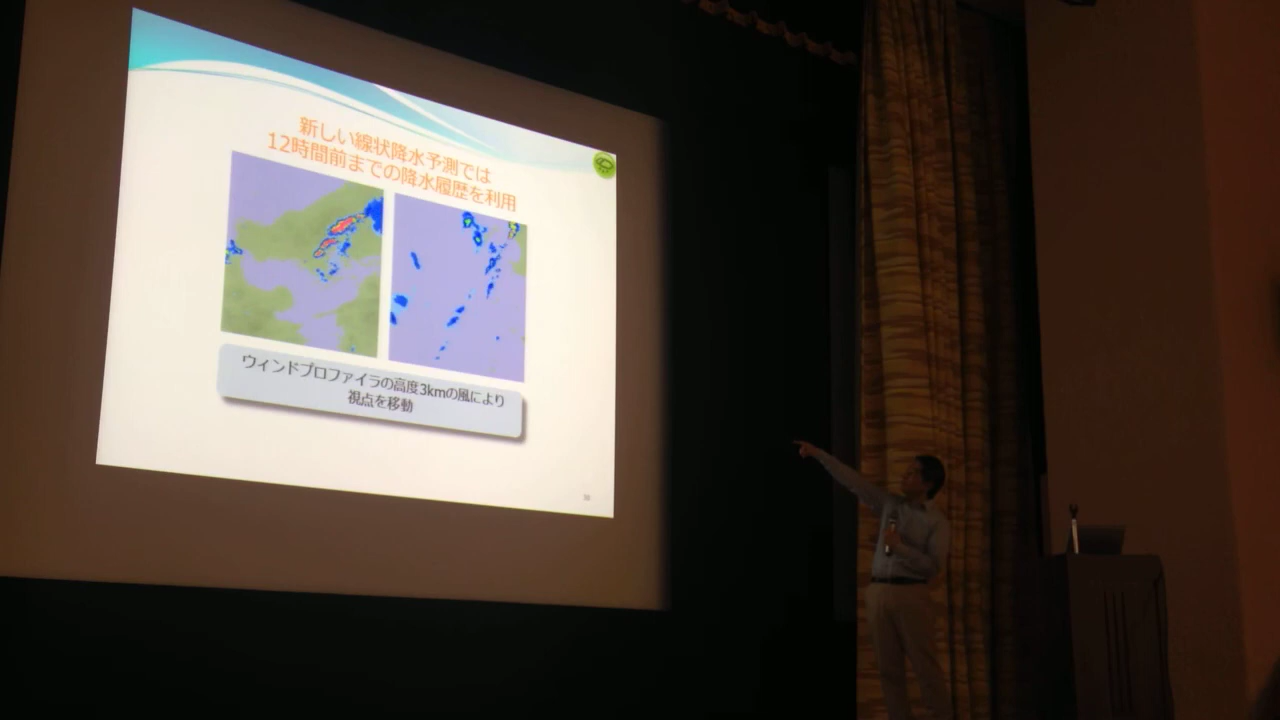 新しい線状降水予測では
12時間前までの降水履歴を利用
ウィンドプロファイラの高度3kmの風により
視点を移動